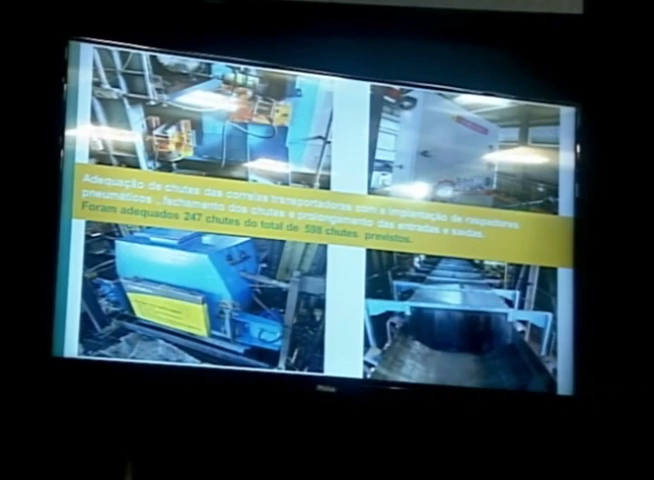 Adequação de chutes das correias transportadoras com a implantação de raspadores
pneumáticos , fechamento dos chutes e prolongamento das entradas e saídas.
Foram adequados 247 chutes do total de 598 chutes previstos.